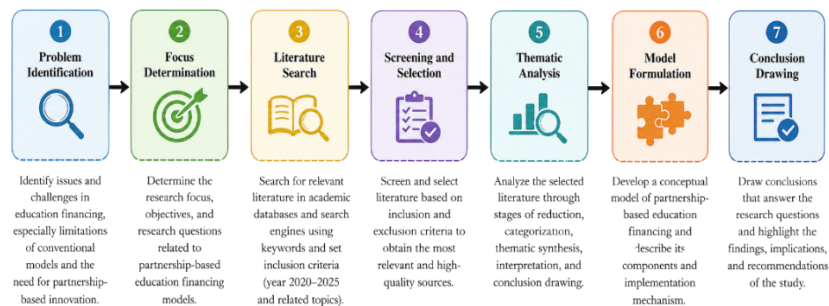 1
Problem
Identification
2
Focus
Determination
3
Literature
Search
4
Screening and
Selection
5
Thematic
Analysis
6
Model
Formulation
7
Conclusion
Drawing
Identify issues and
challenges in
education financing,
especially limitations
of conventional
models and the
need for partnership-
based innovation.
Determine the
research focus,
objectives, and
research questions
related to
partnership-based
education financing
models.
Search for relevant
literature in academic
databases and search
engines using
keywords and set
inclusion criteria
(year 2020–2025
and related topics).
Screen and select
literature based on
inclusion and
exclusion criteria to
obtain the most
relevant and high-
quality sources.
Analyze the selected
literature through
stages of reduction,
categorization,
thematic synthesis,
interpretation, and
conclusion drawing.
Develop a conceptual
model of partnership-
based education
financing and
describe its
components and
implementation
mechanism.
Draw conclusions
that answer the
research questions
and highlight the
findings, implications,
and recommendations
of the study.